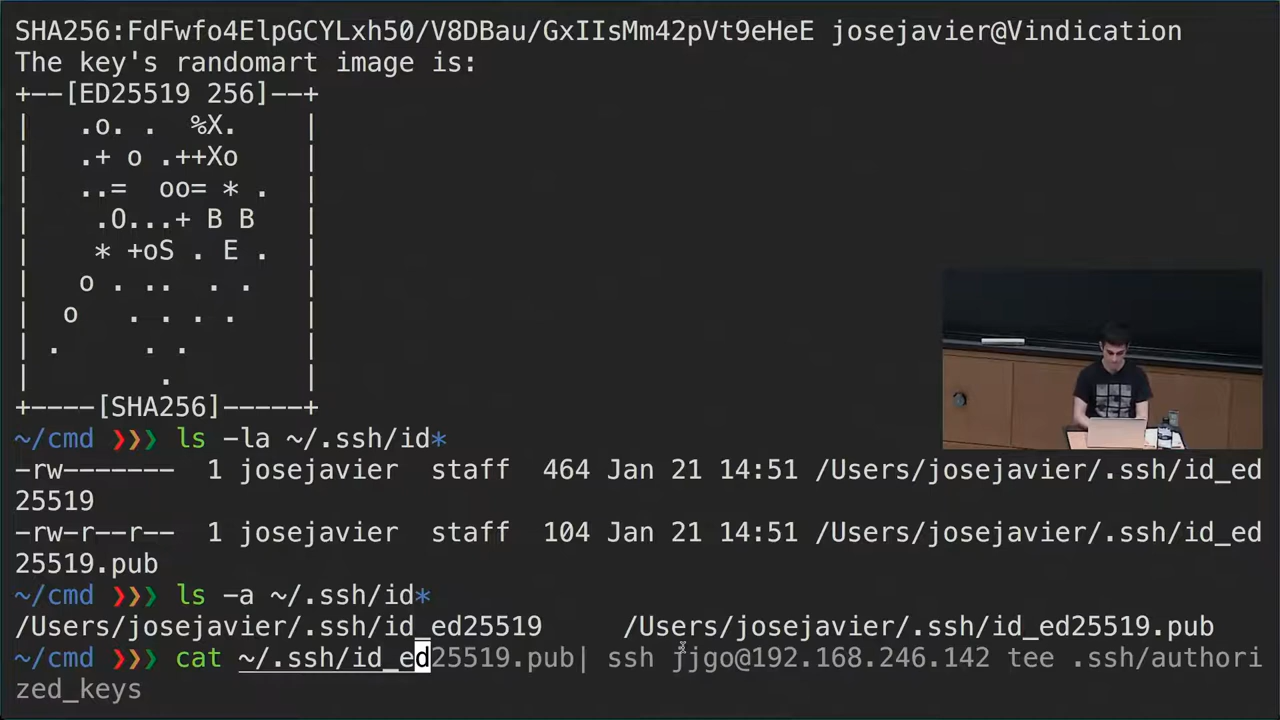 SHA256:FdFwfo4ElpGCYLxh50/V8DBau/GxIIsMm42pVt9eHeE josejavier@Vindication
The key's randomart image is:
+--[ED25519 256]--+
|   .o. .  %X.    |
|   .+ o .++Xo    |
|   ..=  oo= * .  |
|    .O...+ B B   |
|    * +oS . E .  |
|   o . ..  . .   |
|  o   . . . .    |
| .     . .       |
|        .        |
+----[SHA256]-----+
~/cmd ❯❯❯ ls -la ~/.ssh/id*
-rw------- 1 josejavier staff 464 Jan 21 14:51 /Users/josejavier/.ssh/id_ed
25519
-rw-r--r-- 1 josejavier staff 104 Jan 21 14:51 /Users/josejavier/.ssh/id_ed
25519.pub
~/cmd ❯❯❯ ls -a ~/.ssh/id*
/Users/josejavier/.ssh/id_ed25519     /Users/josejavier/.ssh/id_ed25519.pub
~/cmd ❯❯❯ cat ~/.ssh/id_ed25519.pub| ssh jjgo@192.168.246.142 tee .ssh/authori
zed_keys